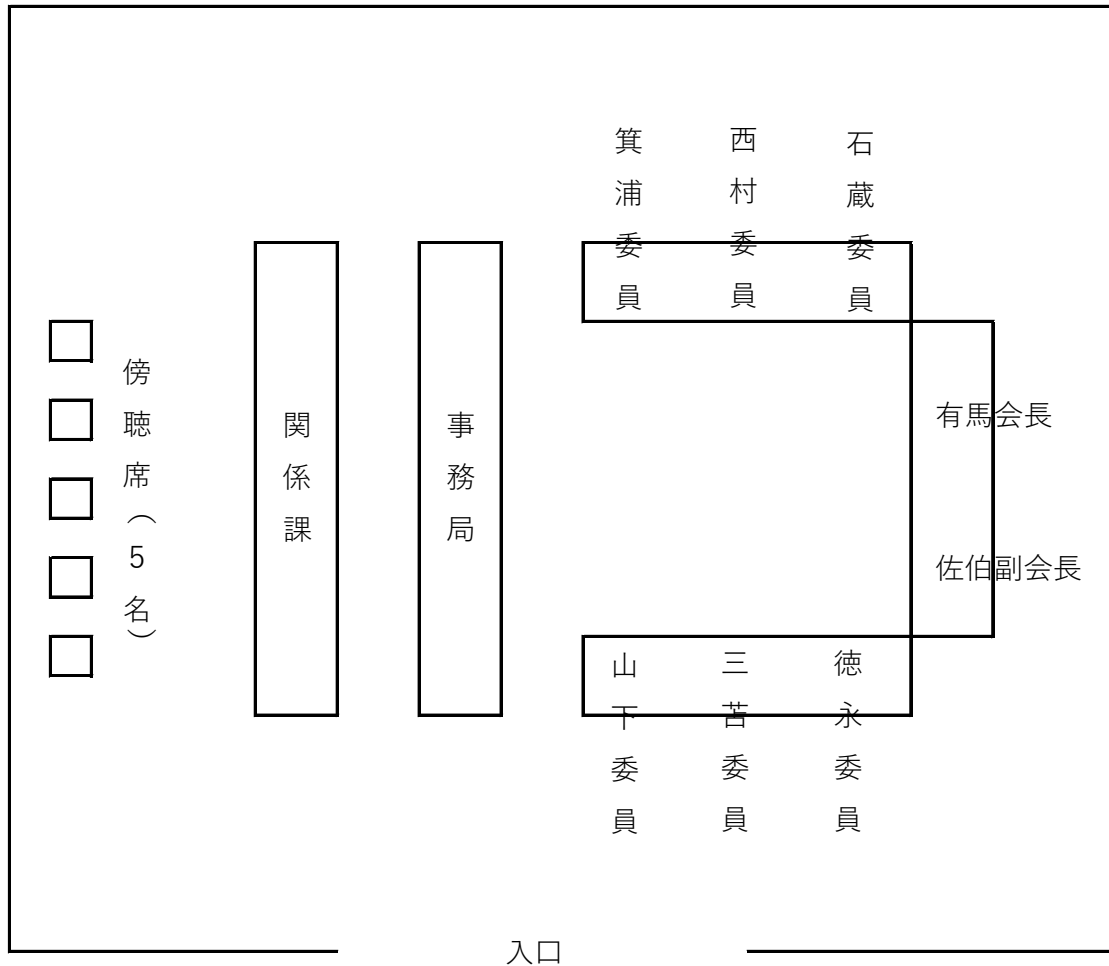 箕浦委員
西村委員
石蔵委員
傍聴席（5名）
関係課
事務局
有馬会長
佐伯副会長
山下委員
三苫委員
徳永委員
入口